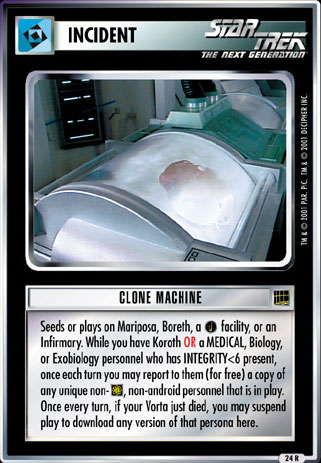 INCIDENT
STAR TREK
THE NEXT GENERATION
TM & © 2001 PAR. PIC. TM & © 2001 DECIPHER INC.
CLONE MACHINE
Seeds or plays on Mariposa, Boreth, a facility, or an
Infirmary. While you have Koroth OR a MEDICAL, Biology,
or Exobiology personnel who has INTEGRITY<6 present,
once each turn you may report to them (for free) a copy of
any unique non- , non-android personnel that is in play.
Once every turn, if your Vorta just died, you may suspend
play to download any version of that persona here.
24 R